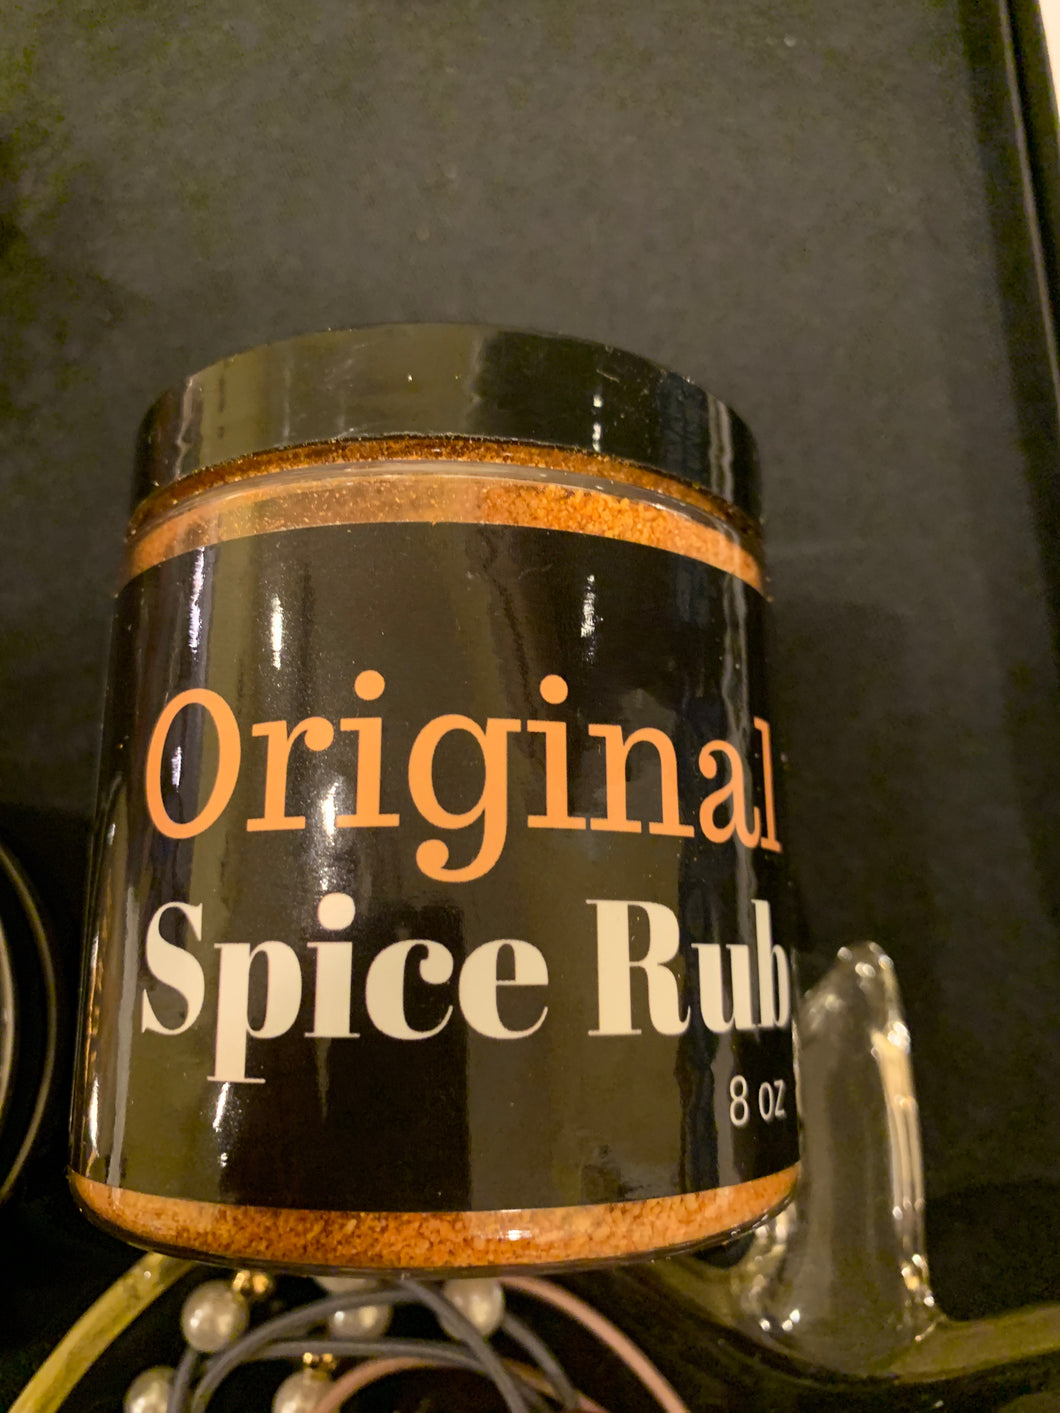 Original
Spice Rub
8 oz